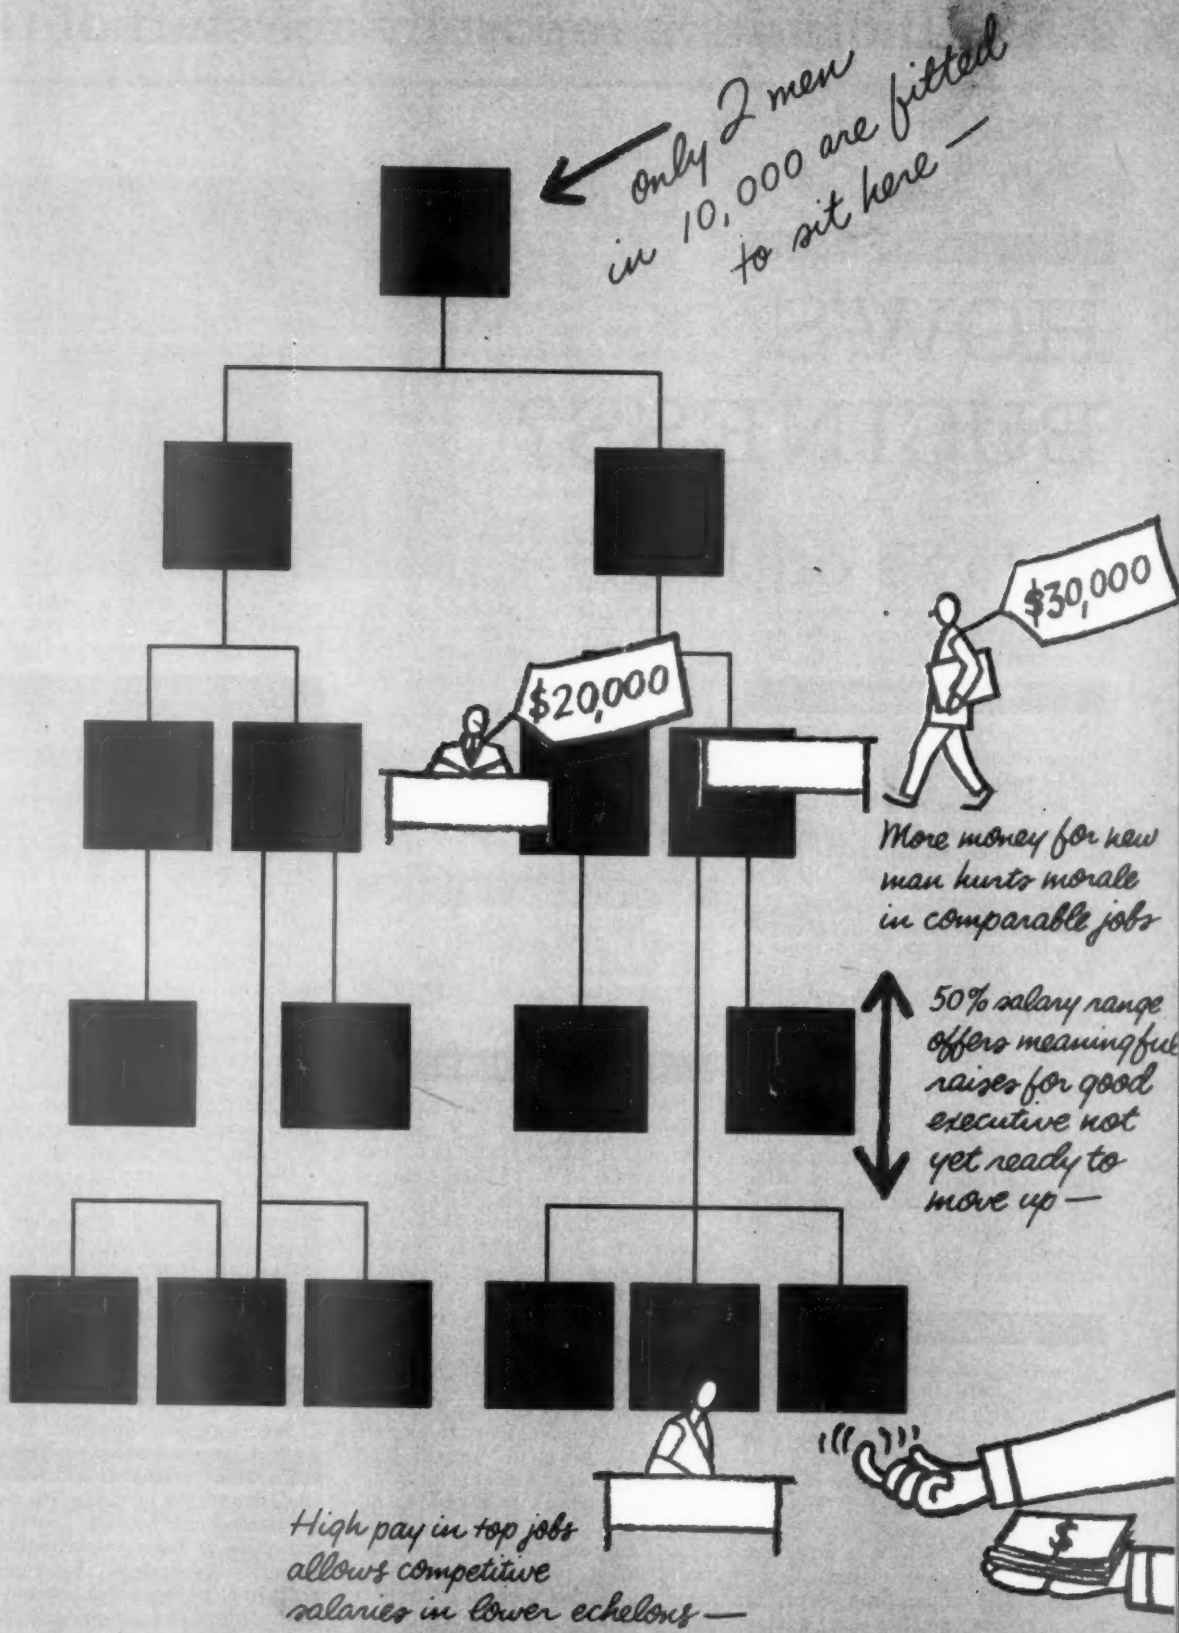 only 2 men
in 10,000 are fitted
to sit here —
$30,000
$20,000
More money for new
man hurts morale
in comparable jobs
50% salary range
offers meaningful
raises for good
executive not
yet ready to
move up —
$
High pay in top jobs
allows competitive
salaries in lower echelons —